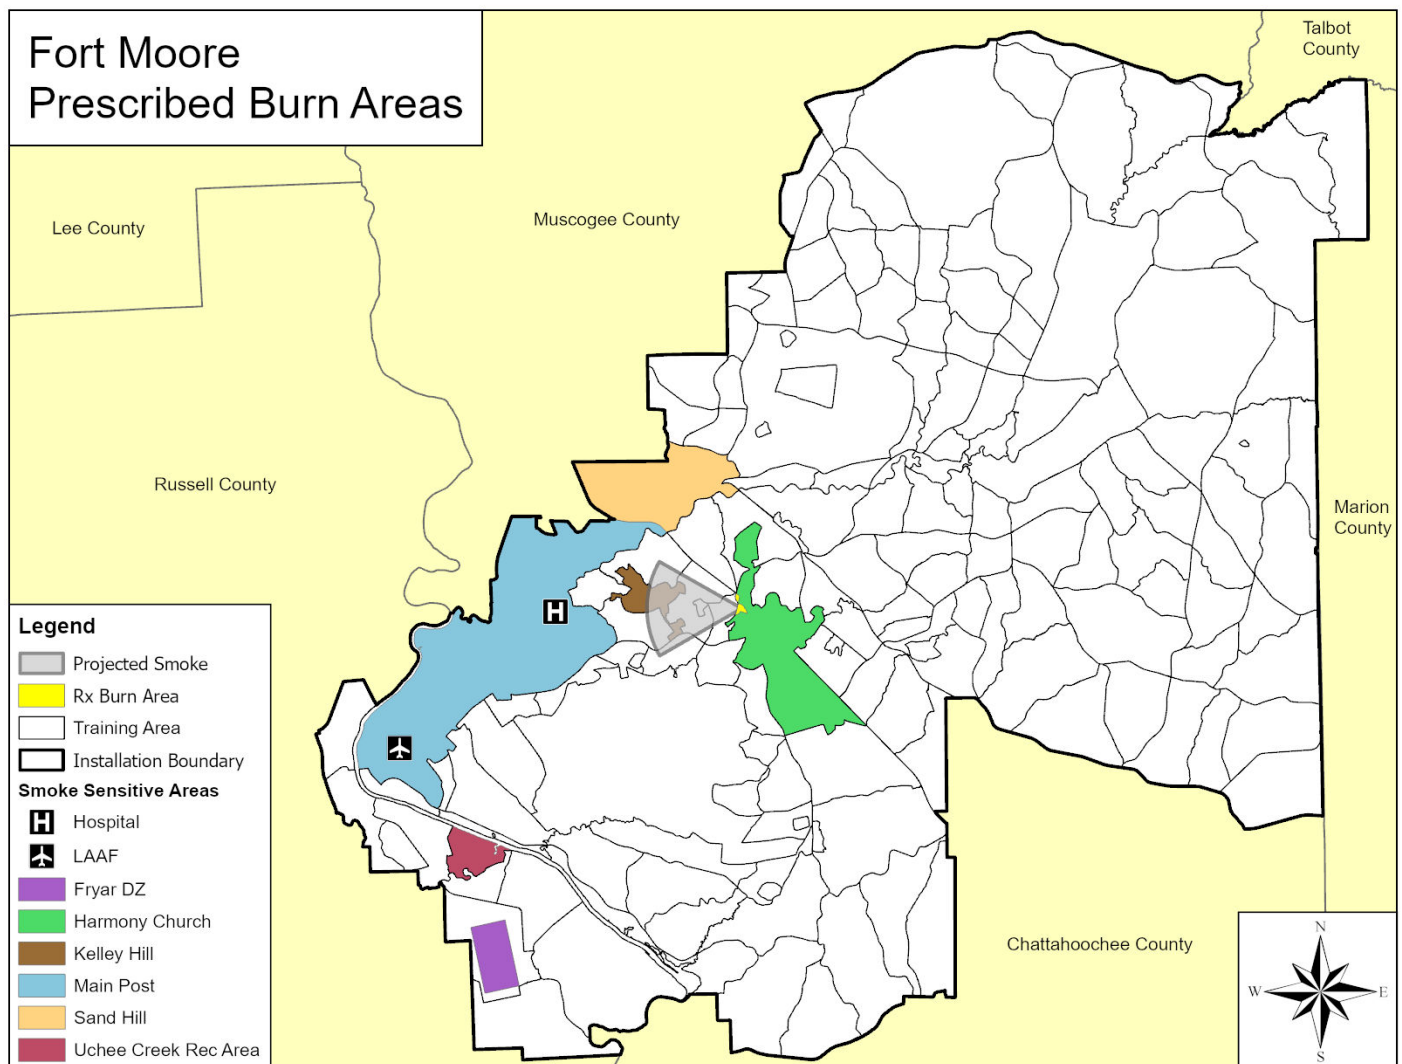 Fort Moore
Prescribed Burn Areas
Talbot
County
Lee County
Muscogee County
Russell County
Marion
County
Chattahoochee County
Legend
Projected Smoke
Rx Burn Area
Training Area
Installation Boundary
Smoke Sensitive Areas
H
Hospital
LAAF
Fryar DZ
Harmony Church
Kelley Hill
Main Post
Sand Hill
Uchee Creek Rec Area
H
N
W
E
S